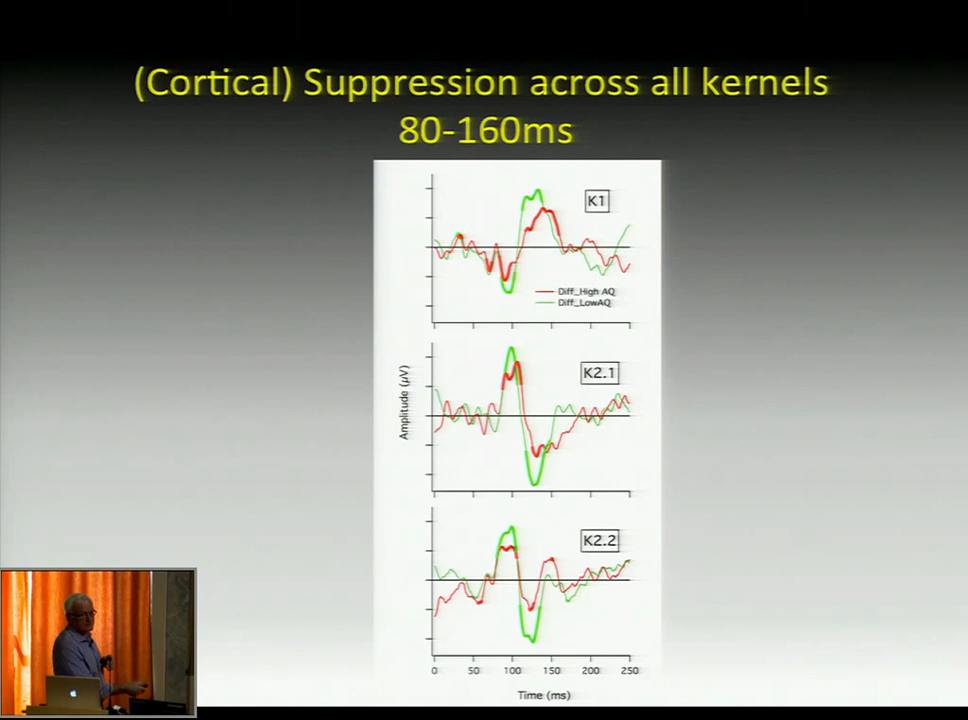 (Cortical) Suppression across all kernels
80-160ms
K1
Diff_High AQ
Diff_LowAQ
K2.1
Amplitude (µV)
K2.2
0 50 100 150 200 250
Time (ms)